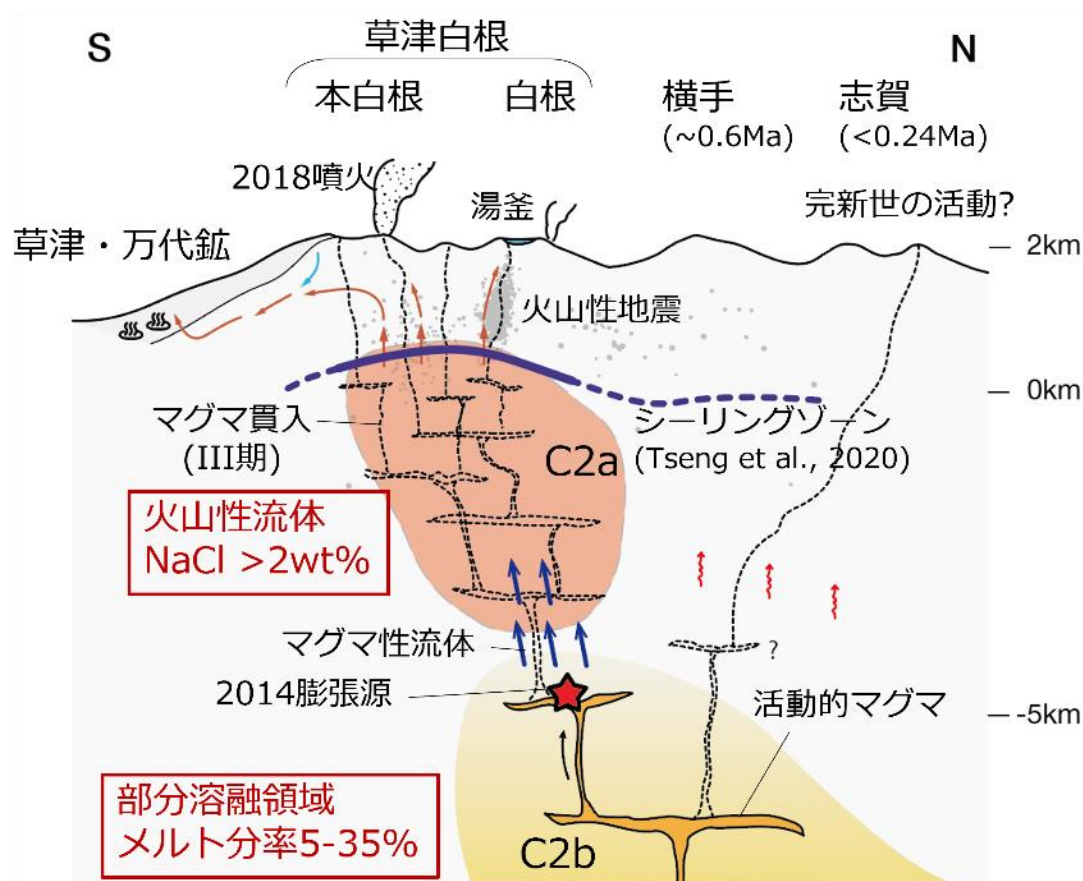 S
草津白根
N
本白根
白根
横手
(~0.6Ma)
志賀
(<0.24Ma)
2018噴火
湯釜
完新世の活動?
草津・万代鉱
2km
火山性地震
0km
マグマ貫入
(III期)
C2a
シーリングゾーン
(Tseng et al., 2020)
火山性流体
NaCl >2wt%
マグマ性流体
?
2014膨張源
活動的マグマ
-5km
部分溶融領域
メルト分率5-35%
C2b